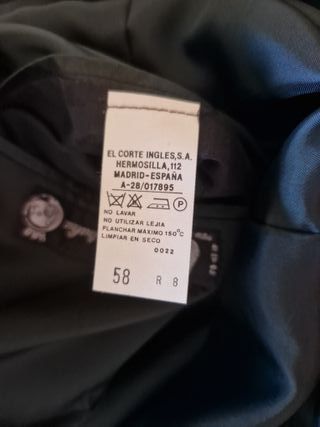 EL CORTE INGLES,S.A.
HERMOSILLA,112
MADRID-ESPAÑA
A-28/017895
P
NO LAVAR
NO UTILIZAR LEJIA
PLANCHAR MAXIMO 150°C
LIMPIAR EN SECO
0022
58 R 8